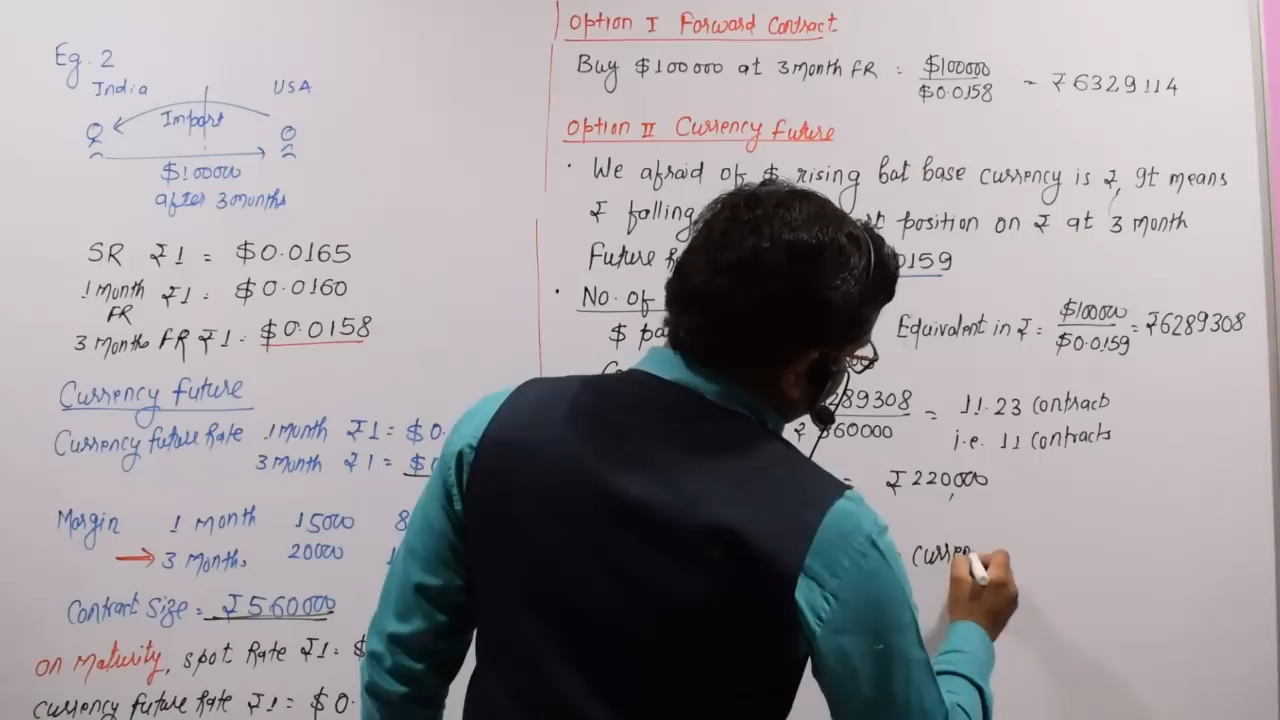 Eg. 2
India
USA
Import
$100000
after 3 months
SR ₹1 = $0.0165
1 Month FR ₹1 = $0.0160
3 Months FR ₹1 = $0.0158
Currency Future
Currency future Rate 1 Month ₹1 = $0.
3 Month ₹1 = $
Margin 1 Month 15000 8
→ 3 Months 20000
Contract Size = ₹560000
On Maturity, Spot Rate ₹1 = $
currency future Rate ₹1 = $0.
Option I Forward Contract
Buy $100000 at 3 month FR = $100000
$0.0158
= ₹6329114
Option II Currency Future
• We afraid of $ rising but base currency is ₹, It means
₹ falling position on ₹ at 3 month
Future 0159
• No. of
$ Equivalent in ₹ = $100000
$0.0159
= ₹6289308
289308
₹ 560000
= 11.23 contract
i.e. 11 contracts
= ₹220,000